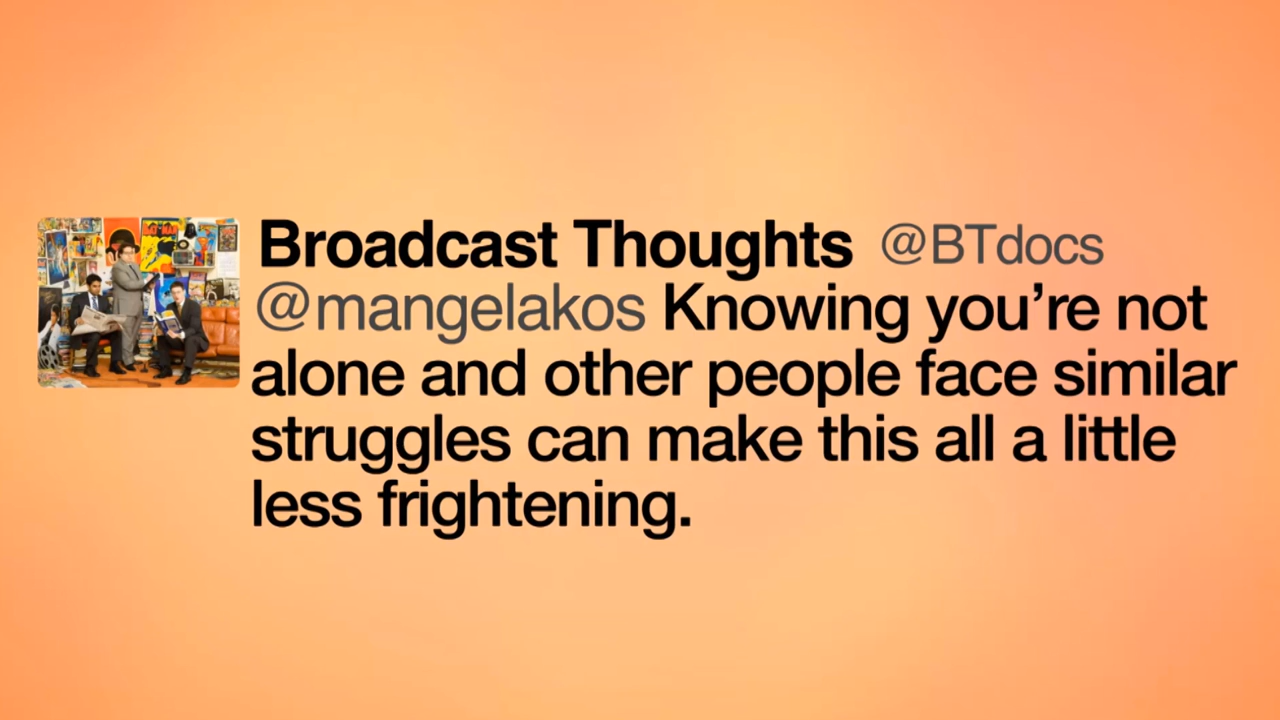 Broadcast Thoughts @BTdocs
@mangelakos Knowing you’re not
alone and other people face similar
struggles can make this all a little
less frightening.